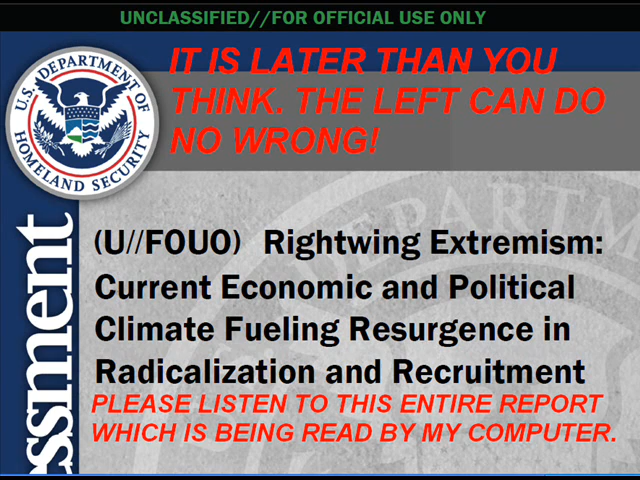 UNCLASSIFIED//FOR OFFICIAL USE ONLY
IT IS LATER THAN YOU
THINK. THE LEFT CAN DO
NO WRONG!
U.S. DEPARTMENT OF
HOMELAND SECURITY
DEPARTM
ssment
(U//FOUO) Rightwing Extremism:
Current Economic and Political
Climate Fueling Resurgence in
Radicalization and Recruitment
PLEASE LISTEN TO THIS ENTIRE REPORT
WHICH IS BEING READ BY MY COMPUTER.